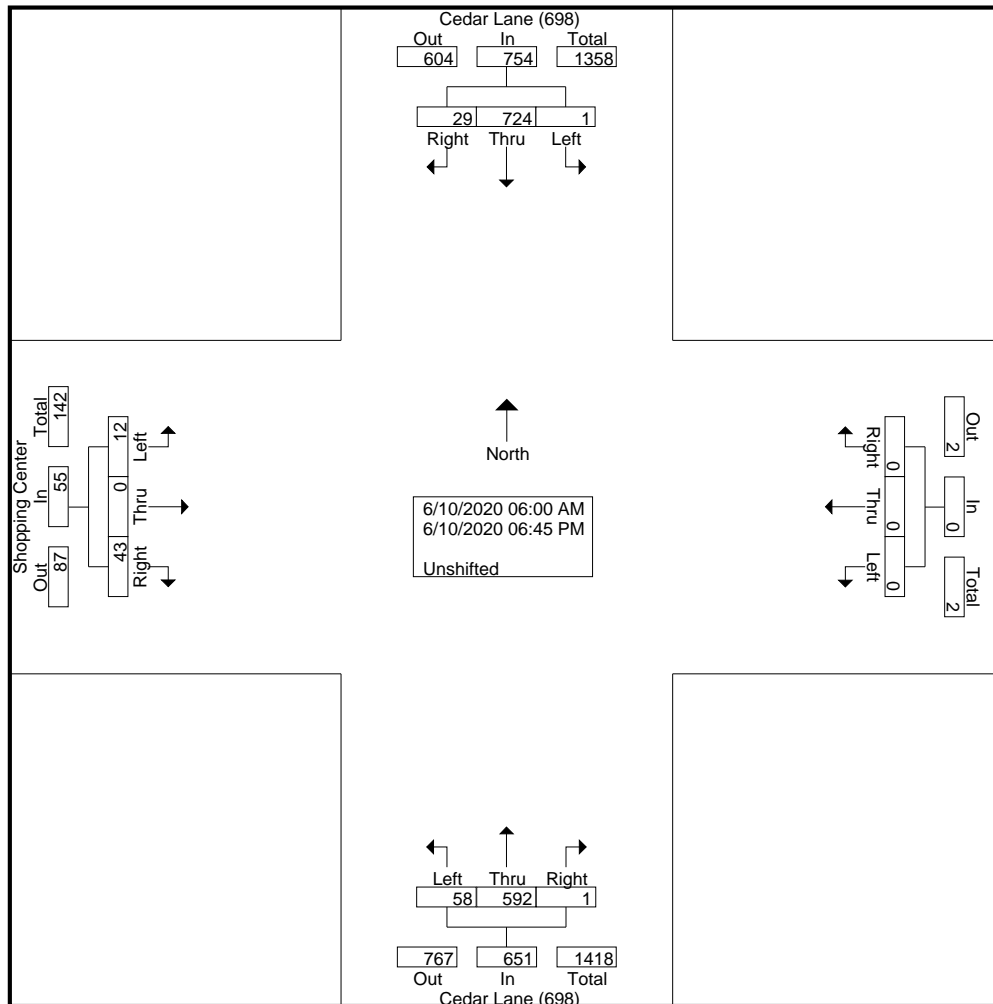 Cedar Lane (698)
Out In Total
604 754 1358
29 724 1
Right Thru Left
Shopping Center
Total In Out
142 55 87
12 0 43
Left Thru Right
North
6/10/2020 06:00 AM
6/10/2020 06:45 PM
Unshifted
Right Thru Left
0 0 0
Out In Total
2 0 2
Left Thru Right
58 592 1
767 651 1418
Out In Total
Cedar Lane (698)